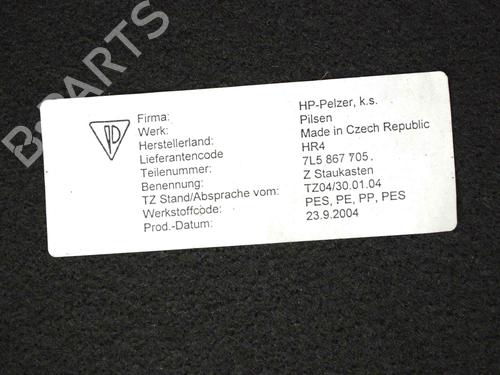 B-PARTS
Firma: HP-Pelzer, k.s.
Werk: Pilsen
Herstellerland: Made in Czech Republic
Lieferantencode HR4
Teilenummer: 7L5 867 705.
Benennung: Z Staukasten
TZ Stand/Absprache vom: TZ04/30.01.04
Werkstoffcode: PES, PE, PP, PES
Prod.-Datum: 23.9.2004